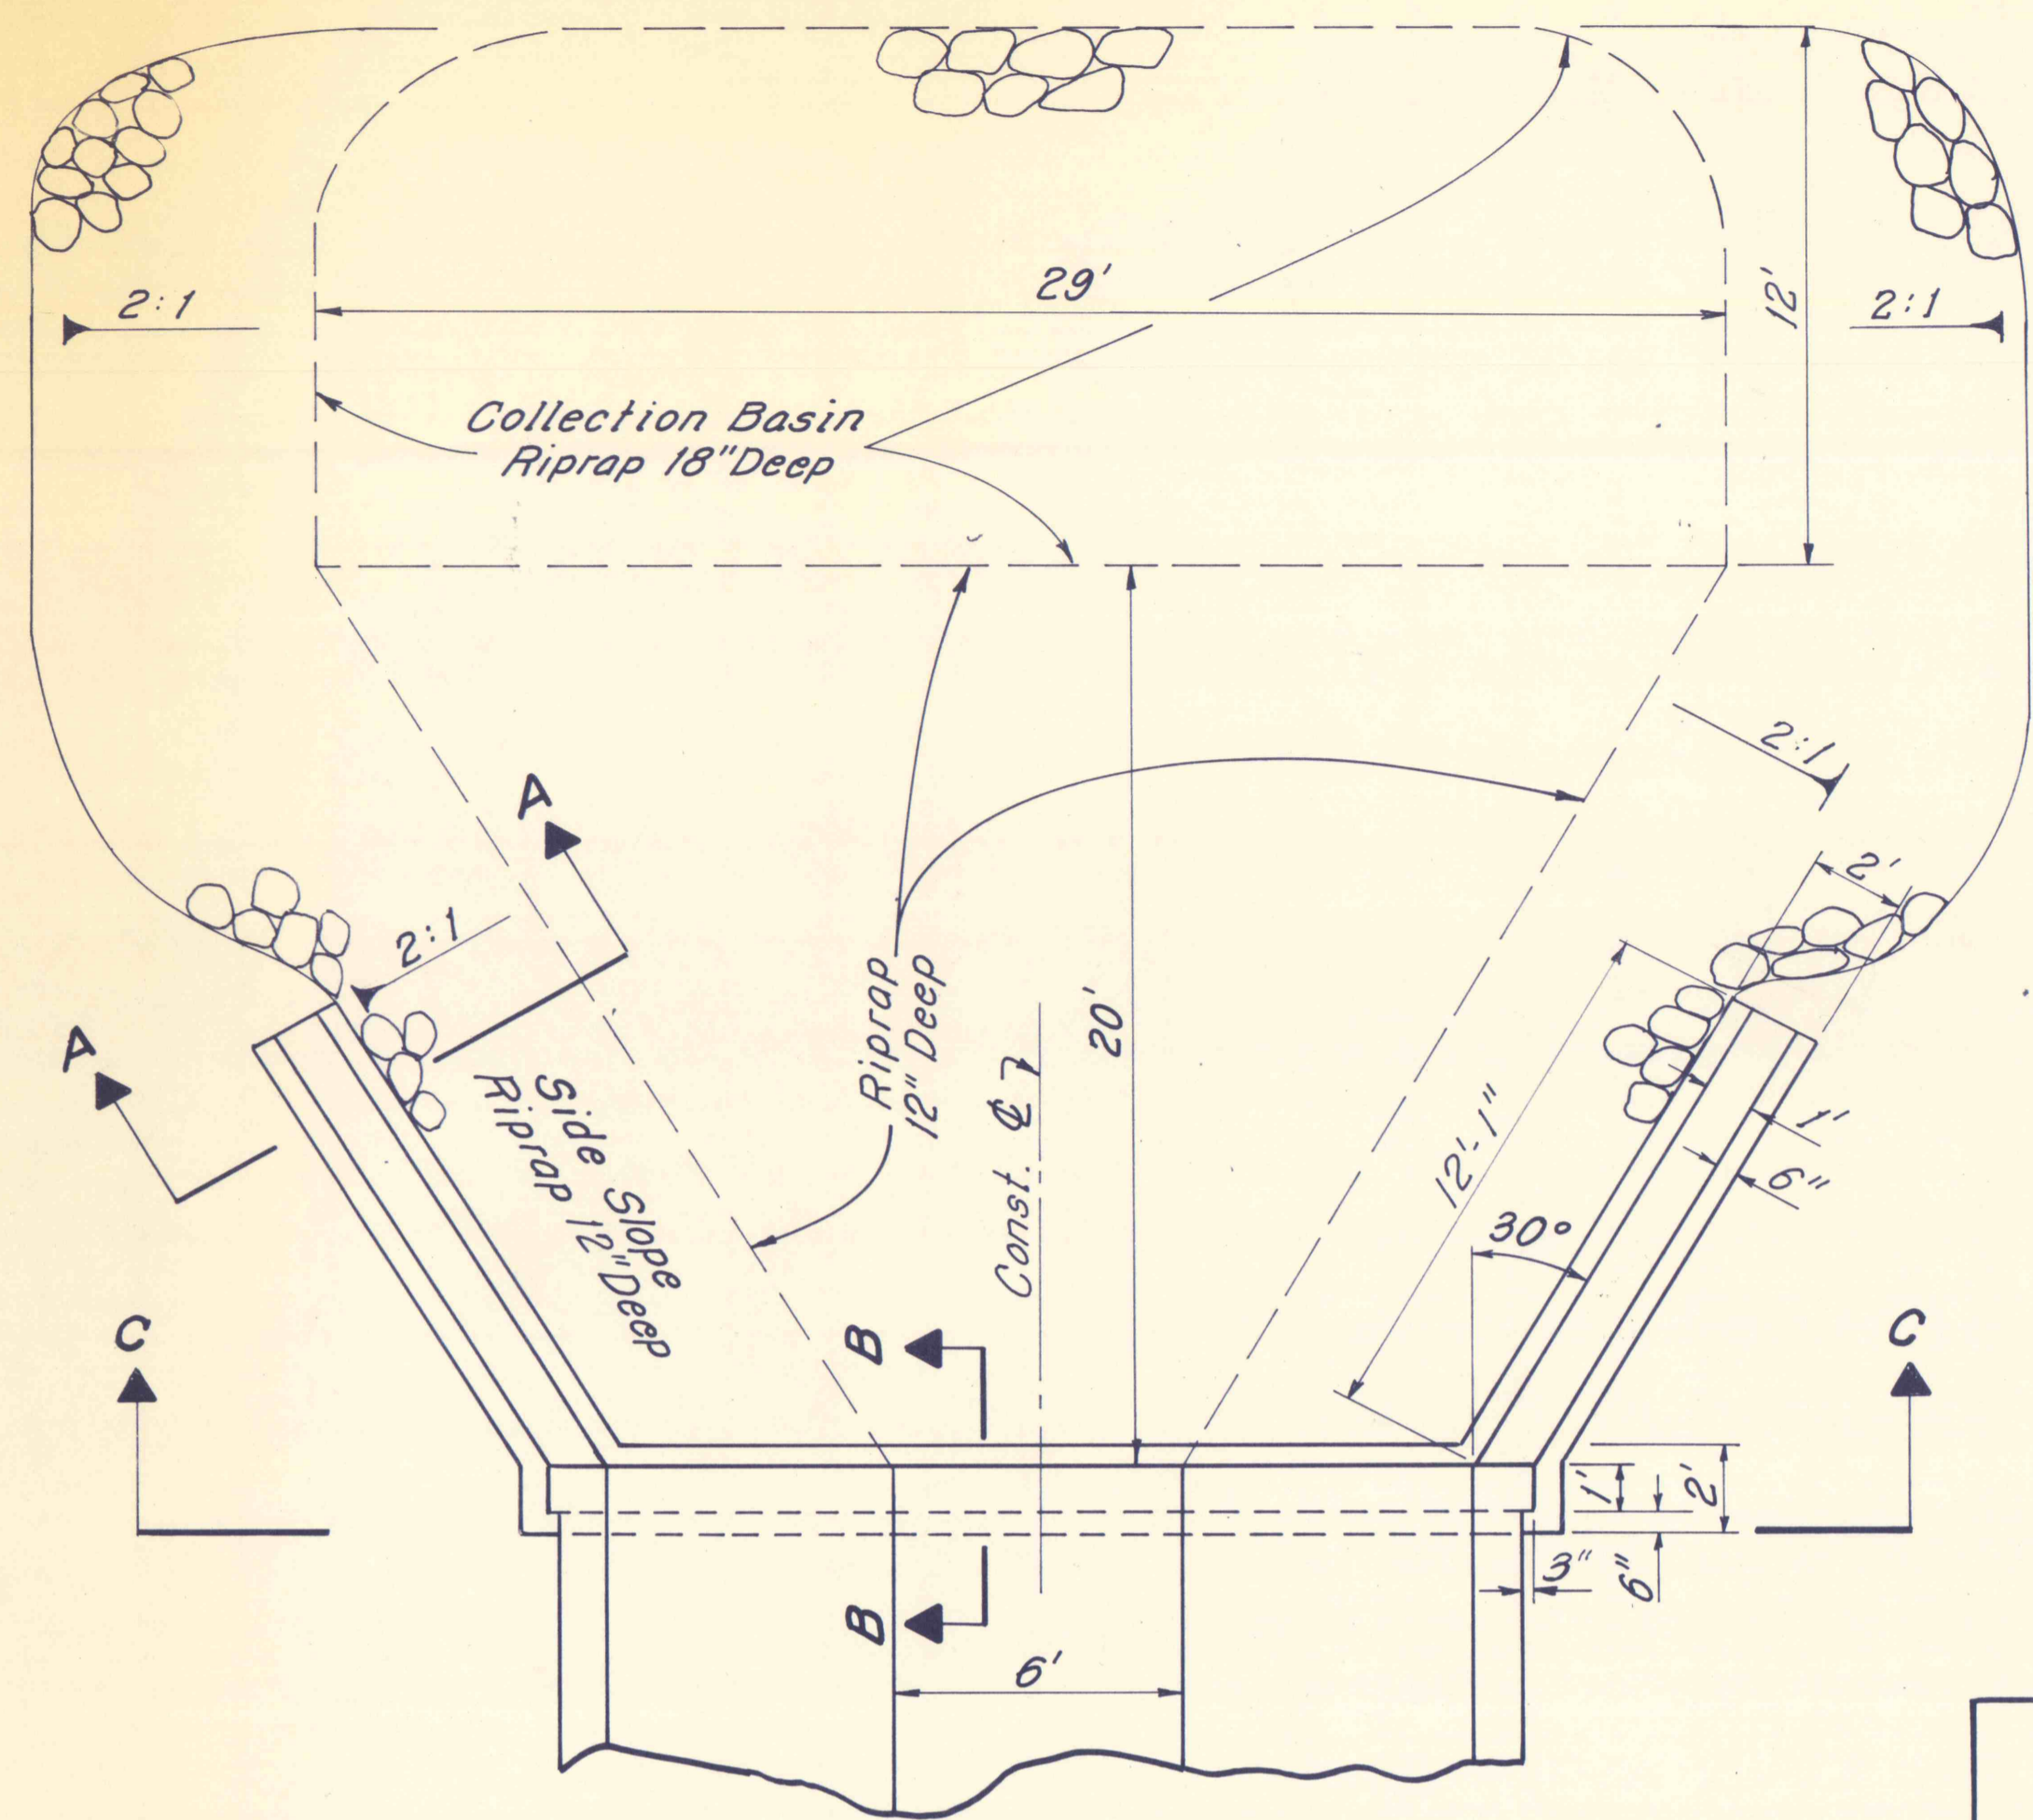 29'
12'
2:1
2:1
Collection Basin
Riprap 18" Deep
2:1
A
2'
2:1
Riprap
12" Deep
20'
A
Side Slope
Riprap 12" Deep
Const. ℄
12'-1"
1'
6"
30°
C
B
C
1'
2'
3"
6"
B
6'